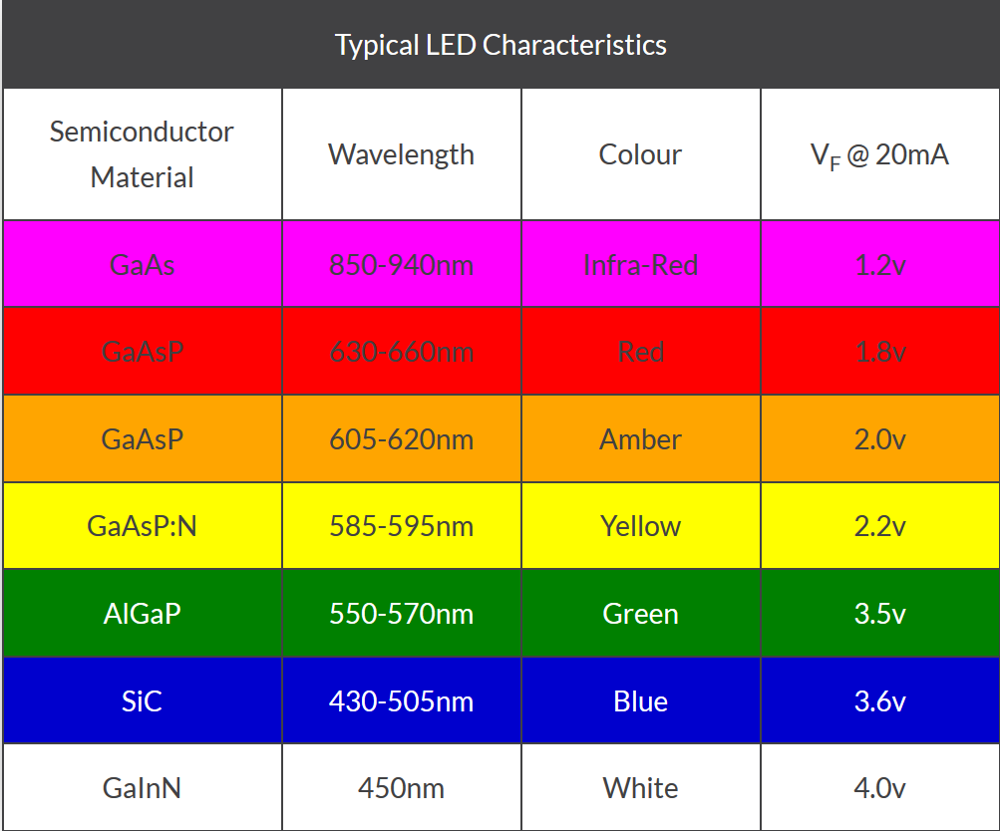 Typical LED Characteristics
Semiconductor
Material
Wavelength
Colour
VF @ 20mA
GaAs 850-940nm Infra-Red 1.2v
GaAsP 630-660nm Red 1.8v
GaAsP 605-620nm Amber 2.0v
GaAsP:N 585-595nm Yellow 2.2v
AlGaP 550-570nm Green 3.5v
SiC 430-505nm Blue 3.6v
GaInN 450nm White 4.0v